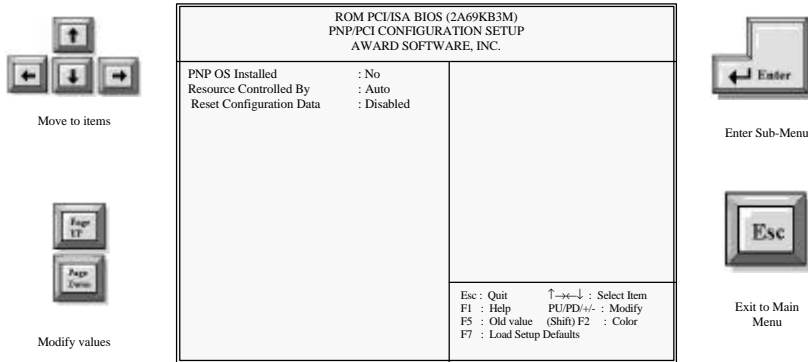 ROM PCI/ISA BIOS (2A69KB3M)
PNP/PCI CONFIGURATION SETUP
AWARD SOFTWARE, INC.
PNP OS Installed : No
Resource Controlled By : Auto
Reset Configuration Data : Disabled
Esc : Quit ↑→←↓ : Select Item
F1 : Help PU/PD/+/- : Modify
F5 : Old value (Shift) F2 : Color
F7 : Load Setup Defaults
Move to items
Page
UP
Page
Down
Modify values
Enter
Enter Sub-Menu
Esc
Exit to Main
Menu